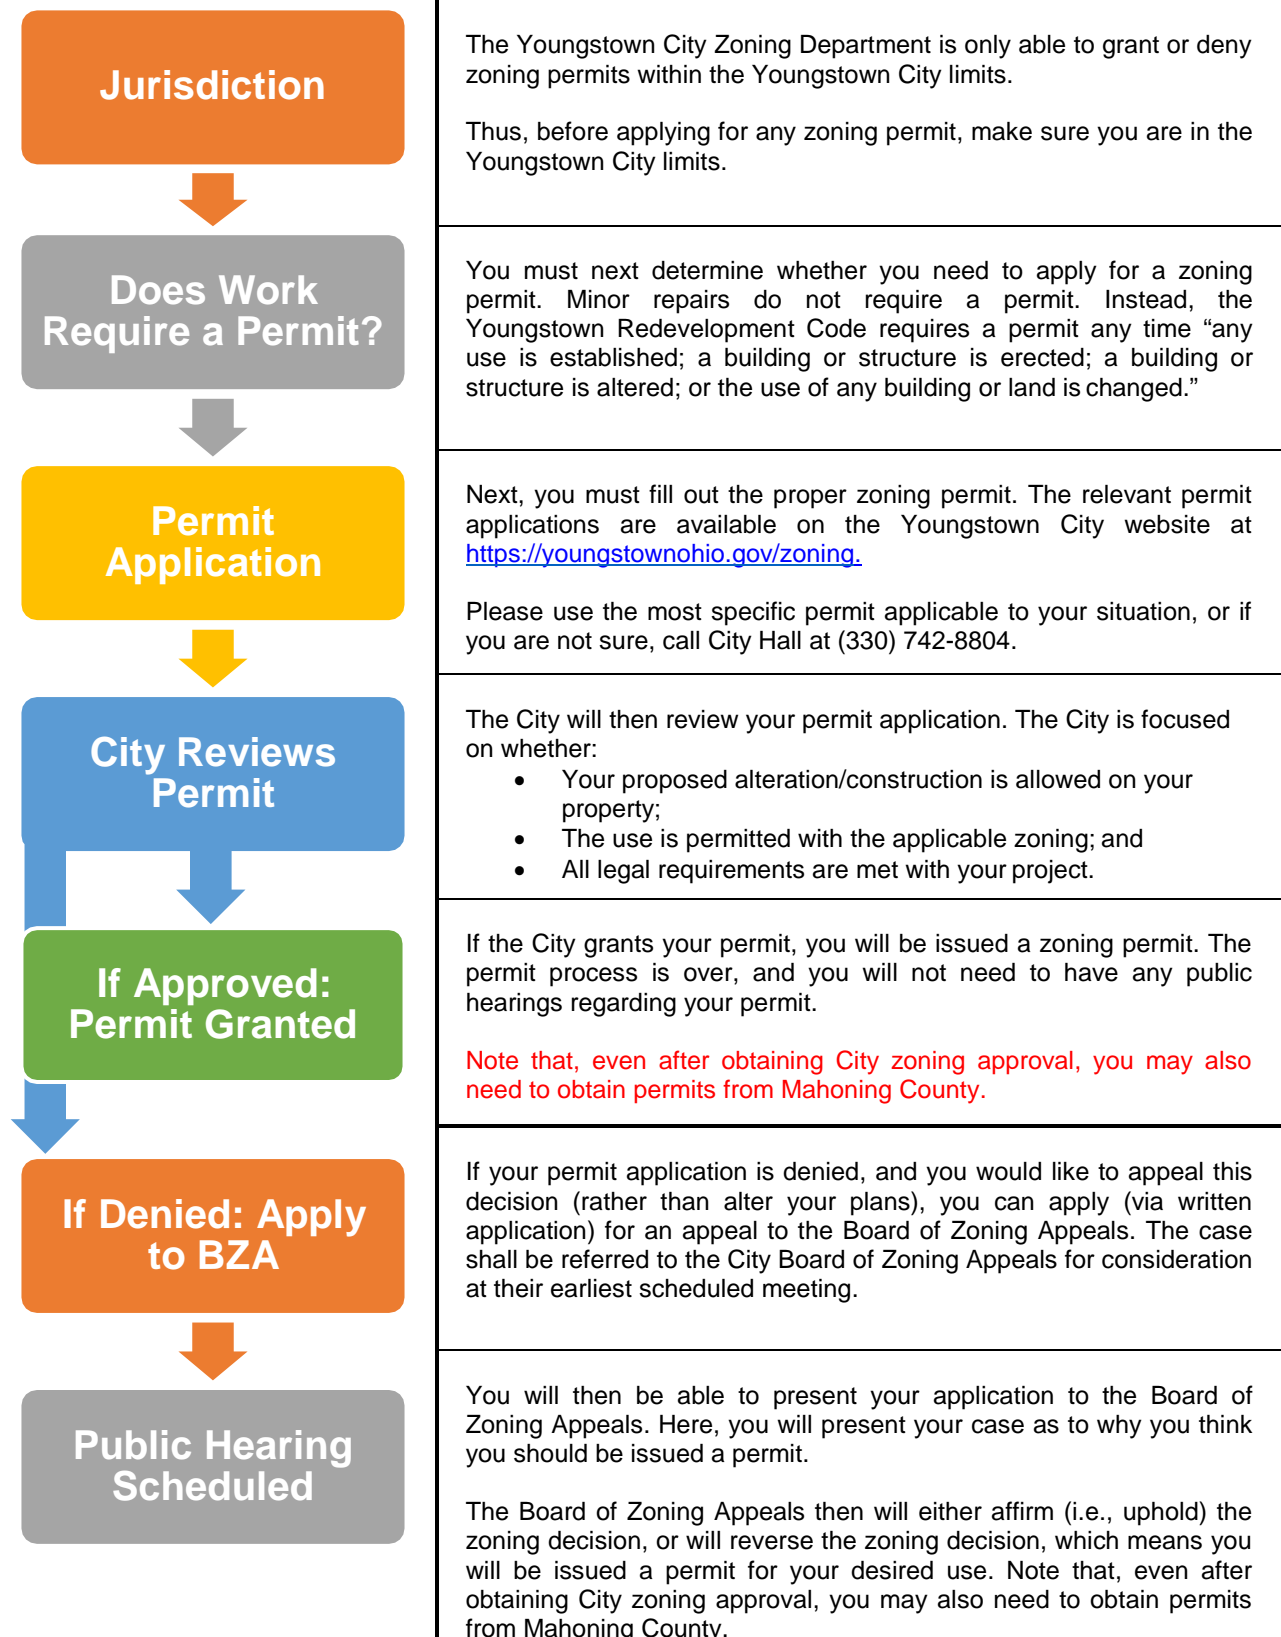 Jurisdiction
The Youngstown City Zoning Department is only able to grant or deny
zoning permits within the Youngstown City limits.
Thus, before applying for any zoning permit, make sure you are in the
Youngstown City limits.
Does Work
Require a Permit?
You must next determine whether you need to apply for a zoning
permit. Minor repairs do not require a permit. Instead, the
Youngstown Redevelopment Code requires a permit any time “any
use is established; a building or structure is erected; a building or
structure is altered; or the use of any building or land is changed.”
Permit
Application
Next, you must fill out the proper zoning permit. The relevant permit
applications are available on the Youngstown City website at
https://youngstownohio.gov/zoning.
Please use the most specific permit applicable to your situation, or if
you are not sure, call City Hall at (330) 742-8804.
City Reviews
Permit
The City will then review your permit application. The City is focused
on whether:
• Your proposed alteration/construction is allowed on your
property;
• The use is permitted with the applicable zoning; and
• All legal requirements are met with your project.
If Approved:
Permit Granted
If the City grants your permit, you will be issued a zoning permit. The
permit process is over, and you will not need to have any public
hearings regarding your permit.
Note that, even after obtaining City zoning approval, you may also
need to obtain permits from Mahoning County.
If Denied: Apply
to BZA
If your permit application is denied, and you would like to appeal this
decision (rather than alter your plans), you can apply (via written
application) for an appeal to the Board of Zoning Appeals. The case
shall be referred to the City Board of Zoning Appeals for consideration
at their earliest scheduled meeting.
Public Hearing
Scheduled
You will then be able to present your application to the Board of
Zoning Appeals. Here, you will present your case as to why you think
you should be issued a permit.
The Board of Zoning Appeals then will either affirm (i.e., uphold) the
zoning decision, or will reverse the zoning decision, which means you
will be issued a permit for your desired use. Note that, even after
obtaining City zoning approval, you may also need to obtain permits
from Mahoning County.